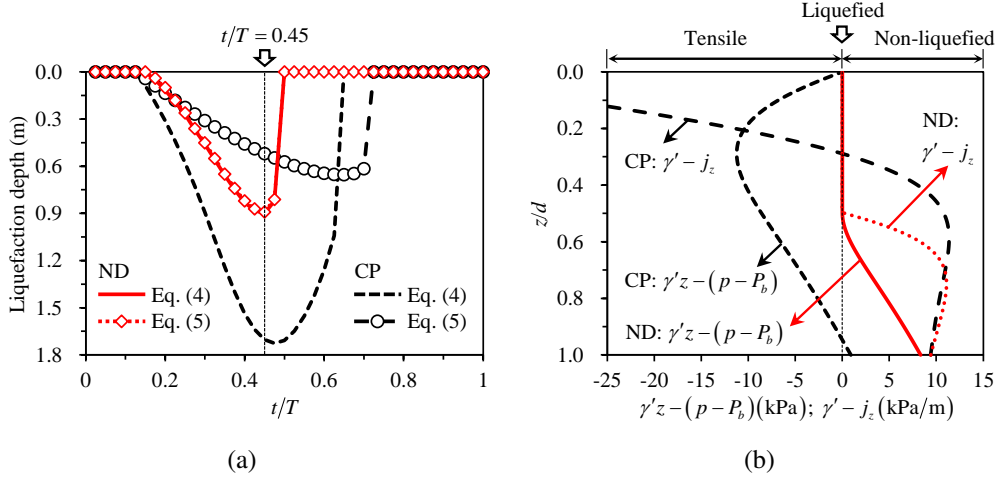 t/T = 0.45
Liquefaction depth (m)
0.0
0.3
0.6
0.9
1.2
1.5
1.8
ND
Eq. (4)
Eq. (5)
CP
Eq. (4)
Eq. (5)
0 0.2 0.4 0.6 0.8 1
t/T
(a)
Liquefied
Tensile
Non-liquefied
z/d
0.0
0.2
0.4
0.6
0.8
1.0
CP: γ′ − j_z
ND:
γ′ − j_z
CP: γ′z − (p − P_b)
ND: γ′z − (p − P_b)
-25 -20 -15 -10 -5 0 5 10 15
γ′z − (p − P_b)(kPa); γ′ − j_z (kPa/m)
(b)